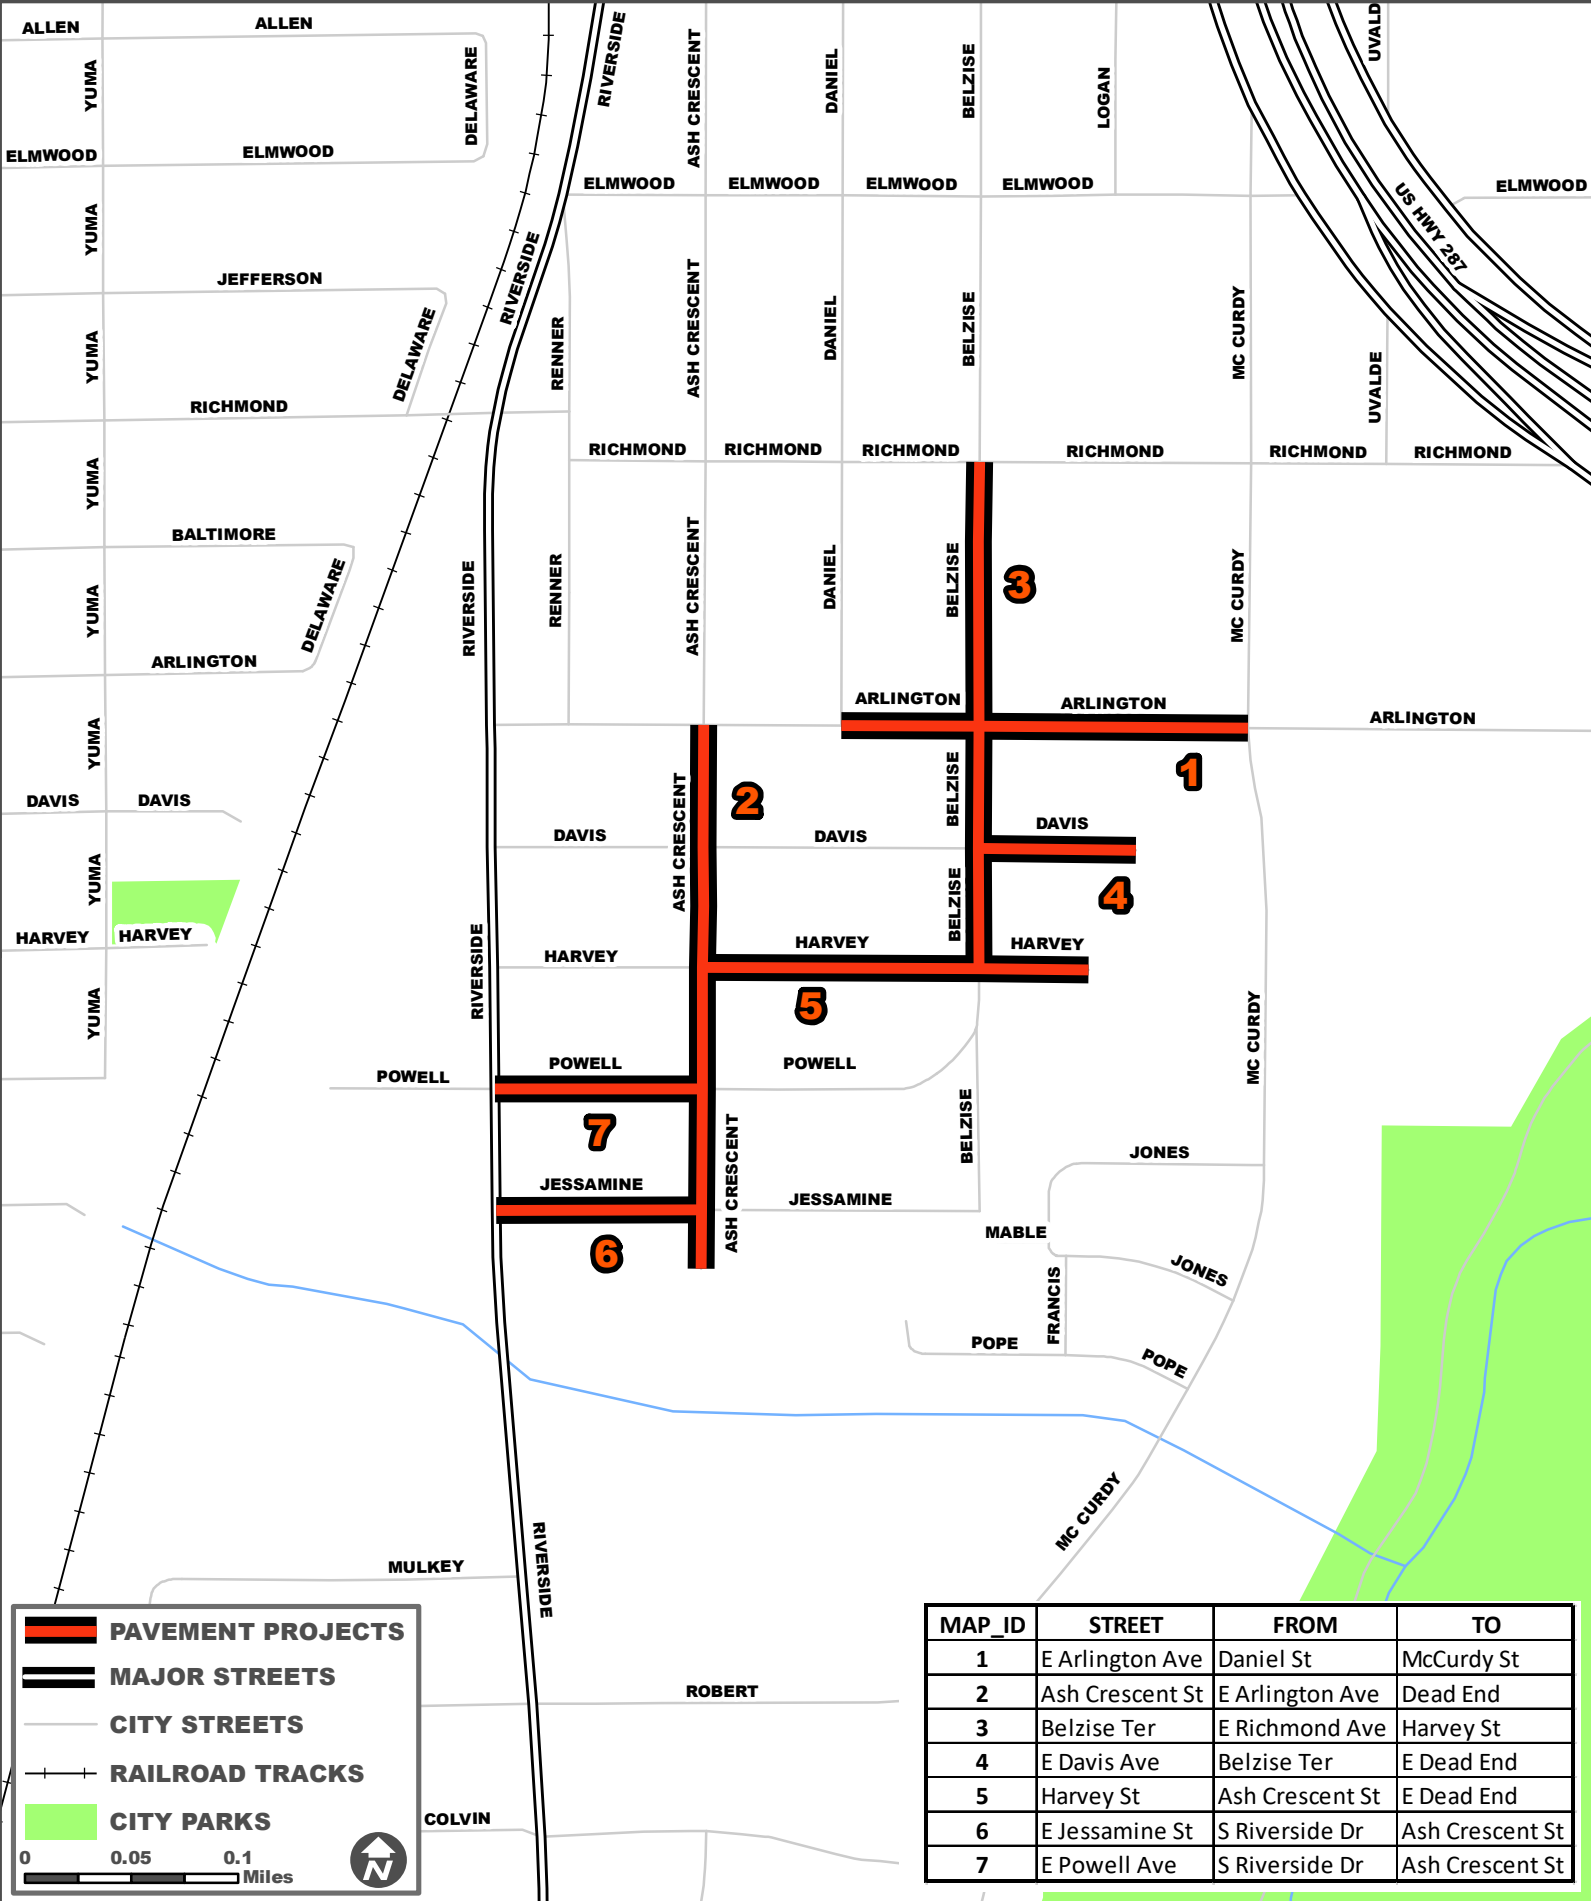 ALLEN
ALLEN
YUMA
DELAWARE
RIVERSIDE
ASH CRESCENT
DANIEL
BELZISE
LOGAN
ELMWOOD
ELMWOOD
ELMWOOD
ELMWOOD
ELMWOOD
ELMWOOD
ELMWOOD
US HWY 287
YUMA
RIVERSIDE
JEFFERSON
YUMA
DELAWARE
RENNER
ASH CRESCENT
DANIEL
BELZISE
MC CURDY
UVALDE
RICHMOND
RICHMOND
RICHMOND
RICHMOND
RICHMOND
RICHMOND
RICHMOND
YUMA
BALTIMORE
YUMA
DELAWARE
RIVERSIDE
RENNER
ASH CRESCENT
DANIEL
BELZISE
3
MC CURDY
ARLINGTON
ARLINGTON
ARLINGTON
ARLINGTON
YUMA
1
DAVIS
DAVIS
ASH CRESCENT
2
BELZISE
DAVIS
DAVIS
DAVIS
4
YUMA
BELZISE
HARVEY
HARVEY
HARVEY
HARVEY
HARVEY
RIVERSIDE
YUMA
5
MC CURDY
POWELL
POWELL
POWELL
7
BELZISE
ASH CRESCENT
JESSAMINE
JESSAMINE
6
JONES
MABLE
JONES
FRANCIS
POPE
POPE
MC CURDY
MULKEY
RIVERSIDE
ROBERT
COLVIN
PAVEMENT PROJECTS
MAJOR STREETS
CITY STREETS
RAILROAD TRACKS
CITY PARKS
0 0.05 0.1
Miles
N
MAP_ID STREET FROM TO
1 E Arlington Ave Daniel St McCurdy St
2 Ash Crescent St E Arlington Ave Dead End
3 Belzise Ter E Richmond Ave Harvey St
4 E Davis Ave Belzise Ter E Dead End
5 Harvey St Ash Crescent St E Dead End
6 E Jessamine St S Riverside Dr Ash Crescent St
7 E Powell Ave S Riverside Dr Ash Crescent St